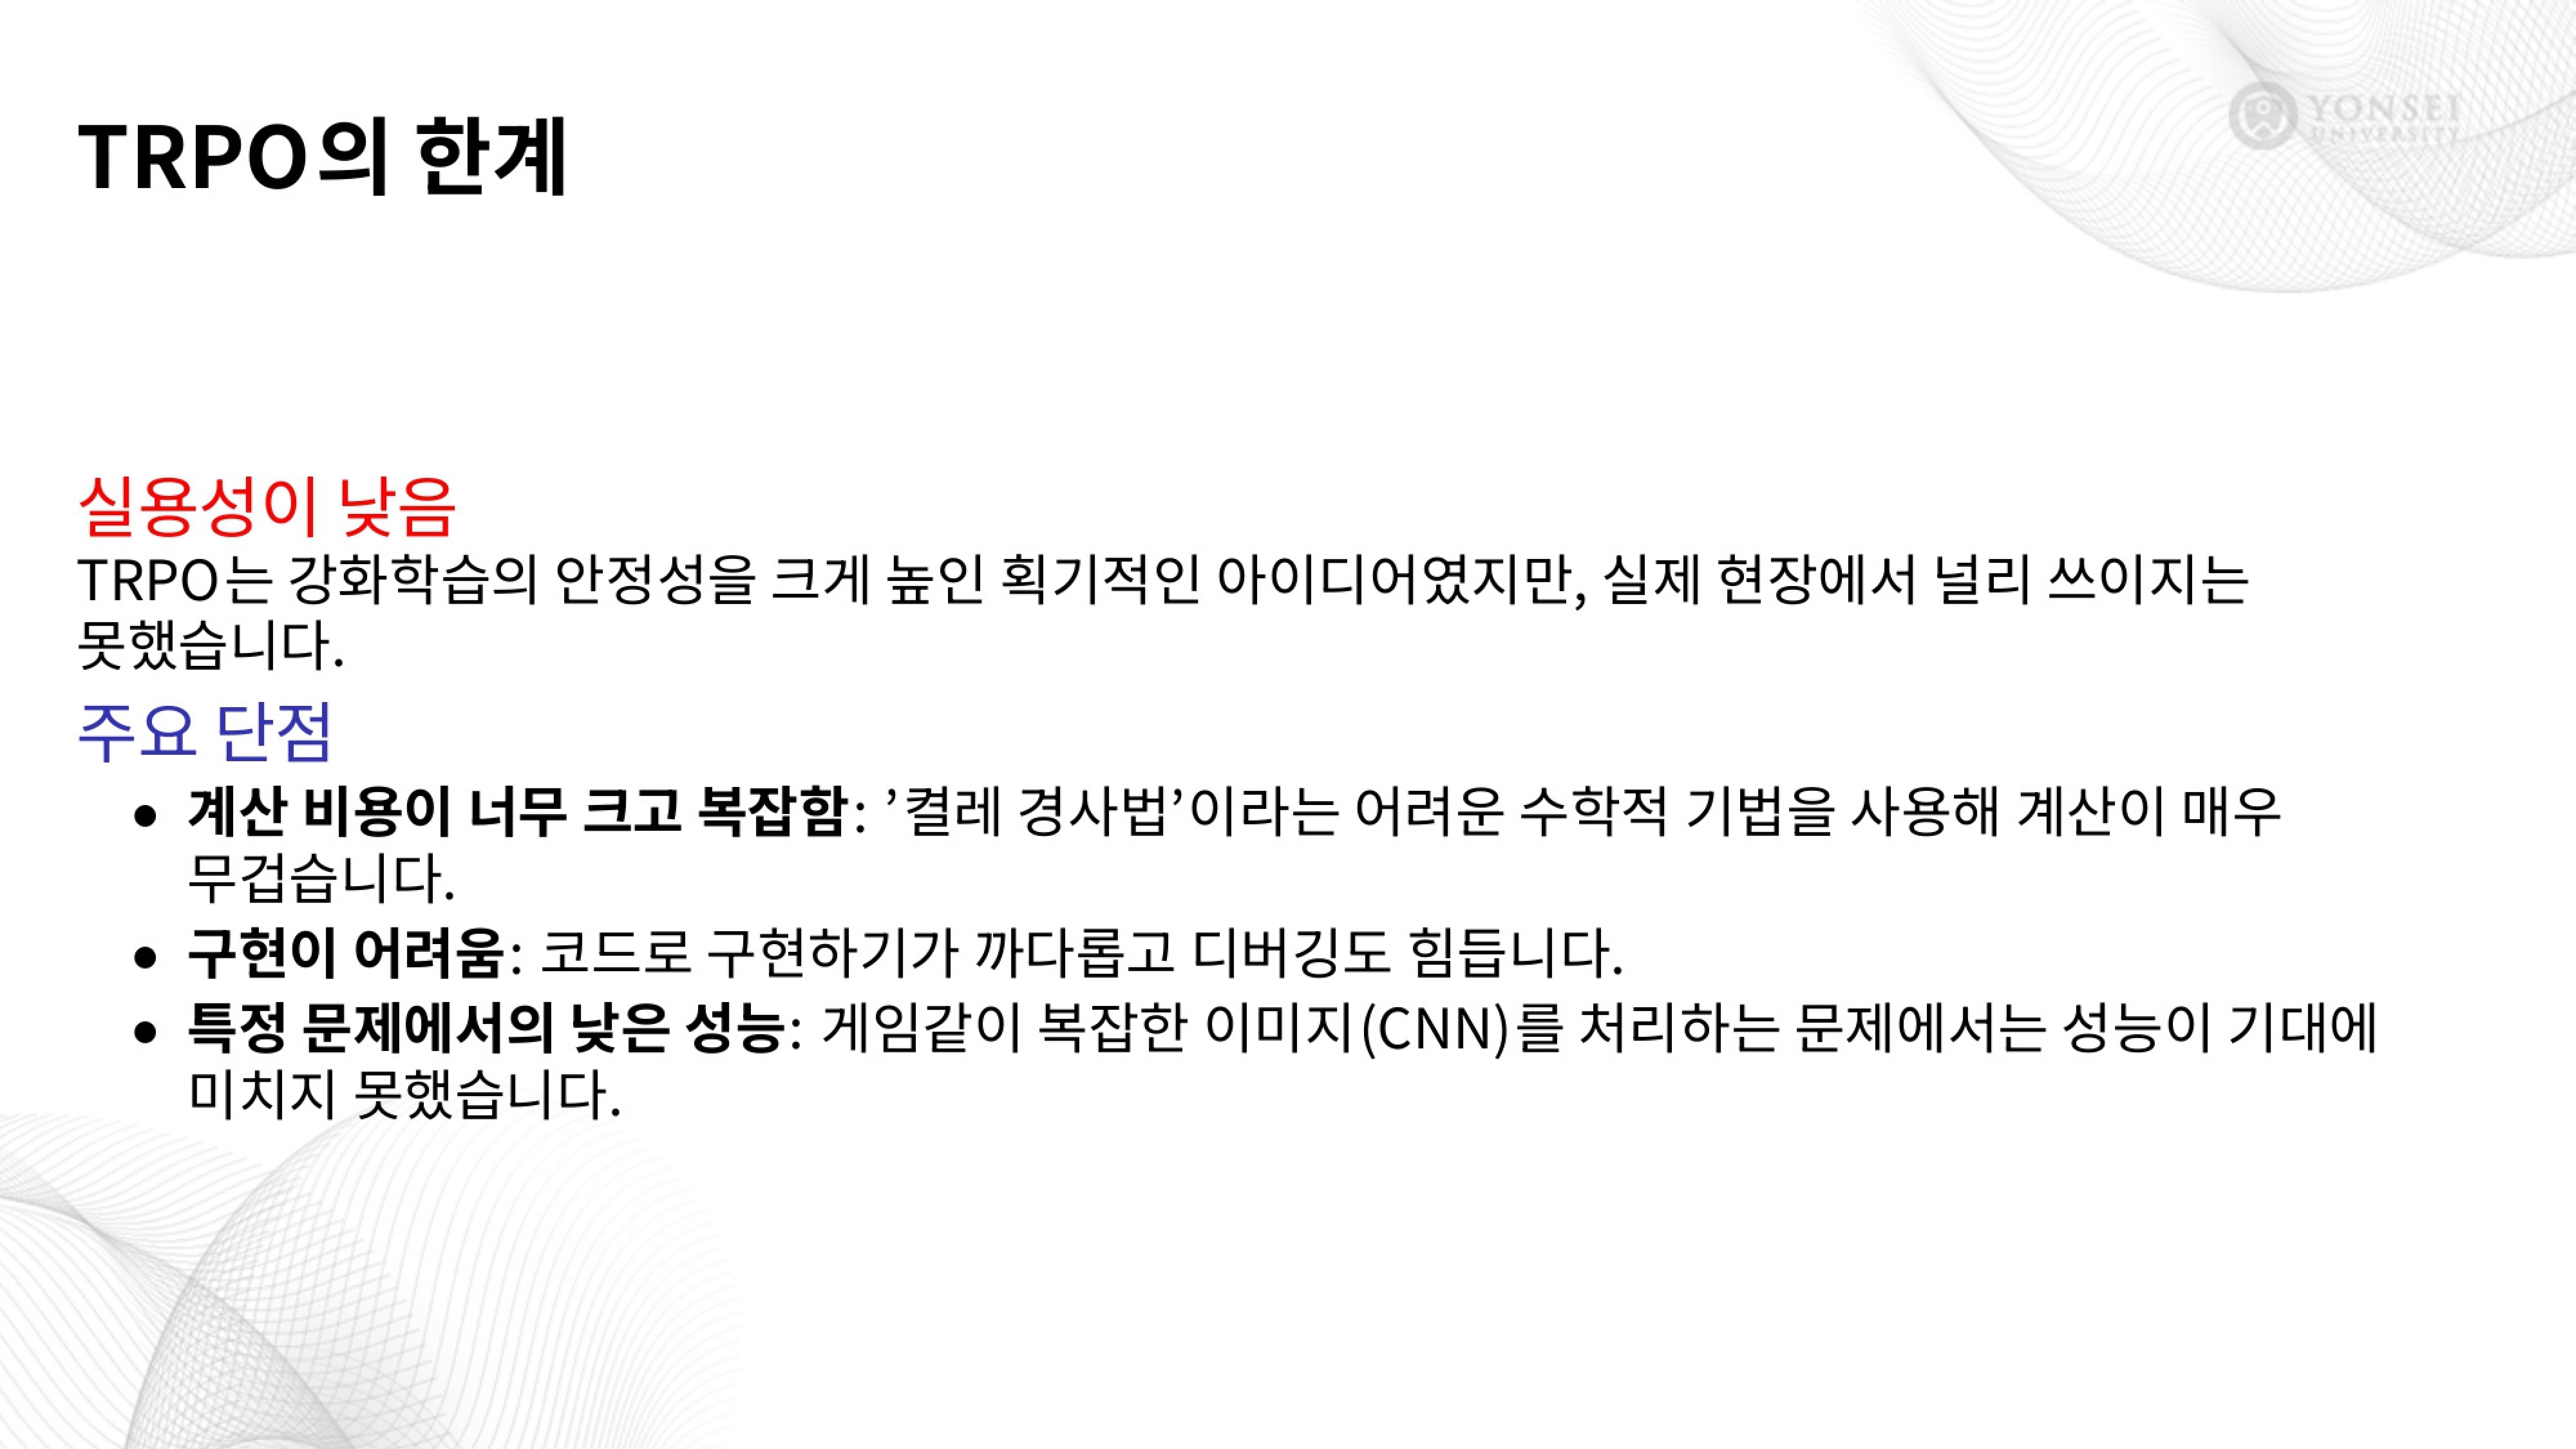 YONSEI
UNIVERSITY
TRPO의 한계
실용성이 낮음
TRPO는 강화학습의 안정성을 크게 높인 획기적인 아이디어였지만, 실제 현장에서 널리 쓰이지는
못했습니다.
주요 단점
● 계산 비용이 너무 크고 복잡함: ’켤레 경사법’이라는 어려운 수학적 기법을 사용해 계산이 매우
무겁습니다.
● 구현이 어려움: 코드로 구현하기가 까다롭고 디버깅도 힘듭니다.
● 특정 문제에서의 낮은 성능: 게임같이 복잡한 이미지(CNN)를 처리하는 문제에서는 성능이 기대에
미치지 못했습니다.